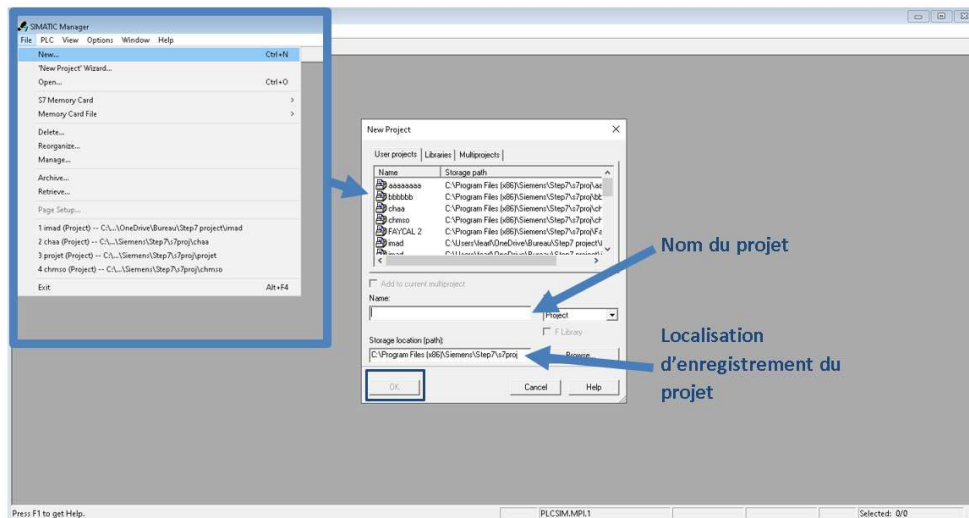 SIMATIC Manager
File PLC View Options Window Help
New... Ctrl+N
'New Project' Wizard...
Open... Ctrl+O
S7 Memory Card >
Memory Card File >
Delete...
Reorganize...
Manage...
Archive...
Retrieve...
Page Setup...
1 imad (Project) -- C:\...\OneDrive\Bureau\Step7 project\imad
2 chaa (Project) -- C:\...\Siemens\Step7\s7proj\chaa
3 projet (Project) -- C:\...\Siemens\Step7\s7proj\projet
4 chmso (Project) -- C:\...\Siemens\Step7\s7proj\chmso
Exit Alt+F4
New Project
User projects Libraries Multiprojects
Name Storage path
aaaaaaaa C:\Program Files (x86)\Siemens\Step7\s7proj\aa
bbbbbb C:\Program Files (x86)\Siemens\Step7\s7proj\bb
chaa C:\Program Files (x86)\Siemens\Step7\s7proj\ch
chmso C:\Program Files (x86)\Siemens\Step7\s7proj\ch
FAYCAL 2 C:\Program Files (x86)\Siemens\Step7\s7proj\Fa
imad
imad
Add to current multiproject
Name:
Project
F Library
Storage location (path):
C:\Program Files (x86)\Siemens\Step7\s7proj Browse...
OK Cancel Help
Nom du projet
Localisation
d'enregistrement du
projet
Press F1 to get Help. PLCSIM.MPI.1 Selected: 0/0